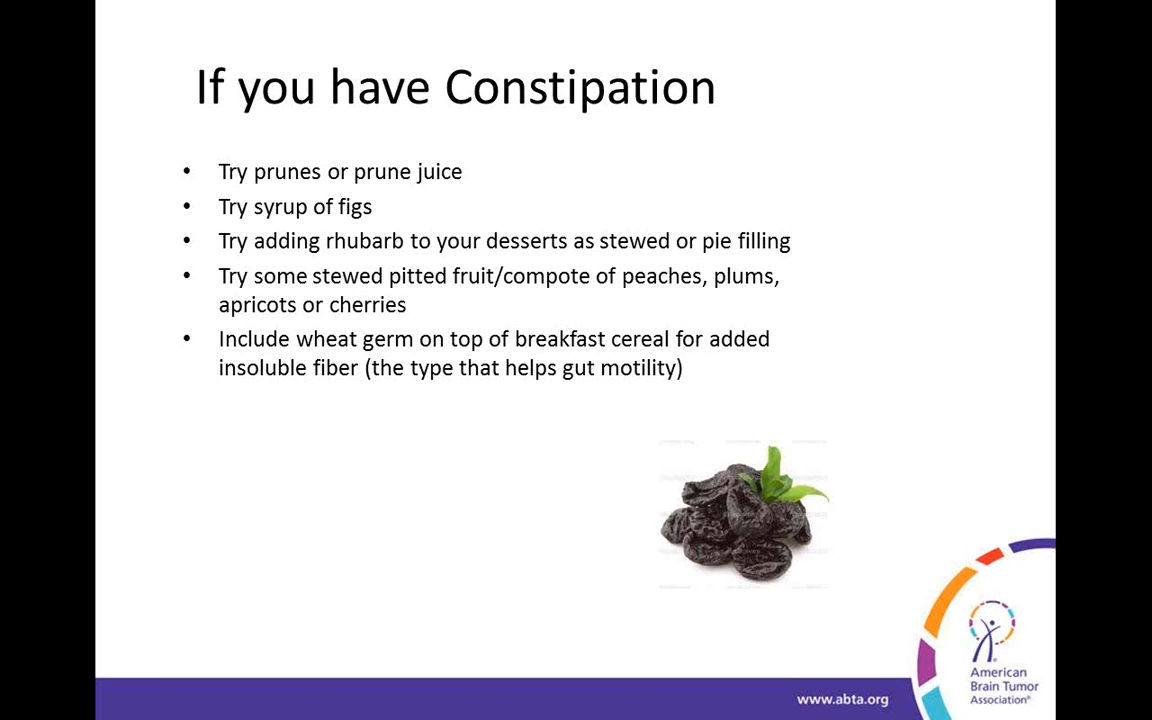 If you have Constipation
• Try prunes or prune juice
• Try syrup of figs
• Try adding rhubarb to your desserts as stewed or pie filling
• Try some stewed pitted fruit/compote of peaches, plums,
apricots or cherries
• Include wheat germ on top of breakfast cereal for added
insoluble fiber (the type that helps gut motility)
American
Brain Tumor
Association®
www.abta.org